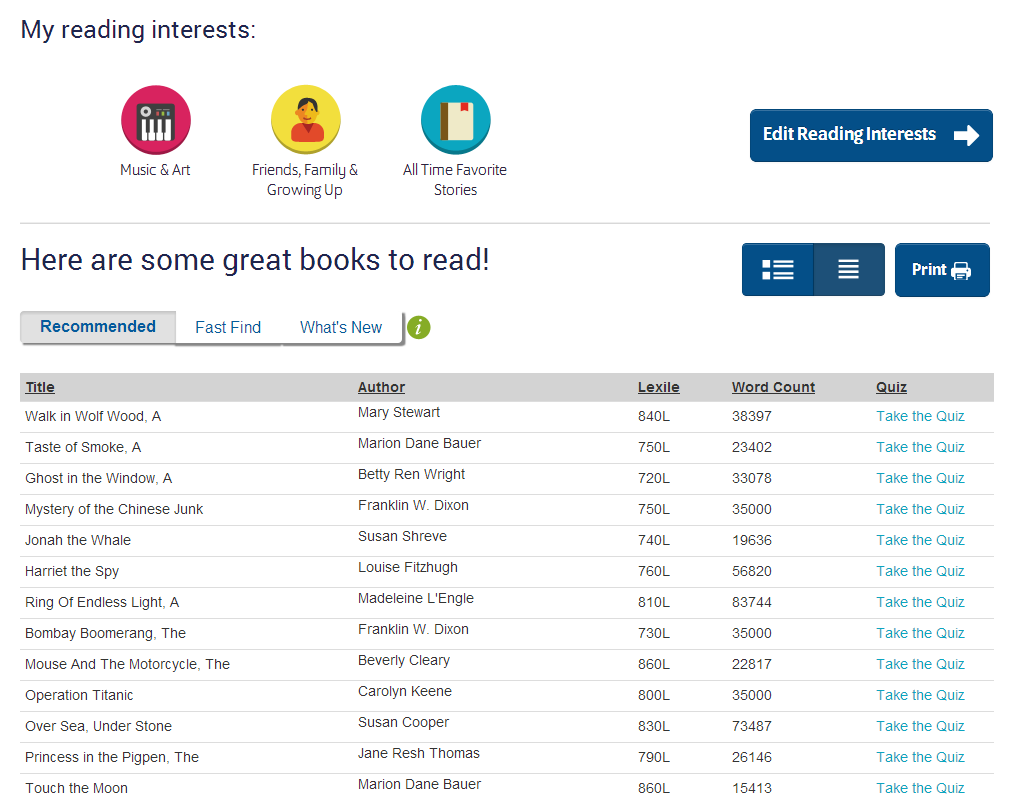 My reading interests:
Music & Art
Friends, Family &
Growing Up
All Time Favorite
Stories
Edit Reading Interests
Here are some great books to read!
Print
Recommended Fast Find What's New i
Title Author Lexile Word Count Quiz
Walk in Wolf Wood, A Mary Stewart 840L 38397 Take the Quiz
Taste of Smoke, A Marion Dane Bauer 750L 23402 Take the Quiz
Ghost in the Window, A Betty Ren Wright 720L 33078 Take the Quiz
Mystery of the Chinese Junk Franklin W. Dixon 750L 35000 Take the Quiz
Jonah the Whale Susan Shreve 740L 19636 Take the Quiz
Harriet the Spy Louise Fitzhugh 760L 56820 Take the Quiz
Ring Of Endless Light, A Madeleine L'Engle 810L 83744 Take the Quiz
Bombay Boomerang, The Franklin W. Dixon 730L 35000 Take the Quiz
Mouse And The Motorcycle, The Beverly Cleary 860L 22817 Take the Quiz
Operation Titanic Carolyn Keene 800L 35000 Take the Quiz
Over Sea, Under Stone Susan Cooper 830L 73487 Take the Quiz
Princess in the Pigpen, The Jane Resh Thomas 790L 26146 Take the Quiz
Touch the Moon Marion Dane Bauer 860L 15413 Take the Quiz